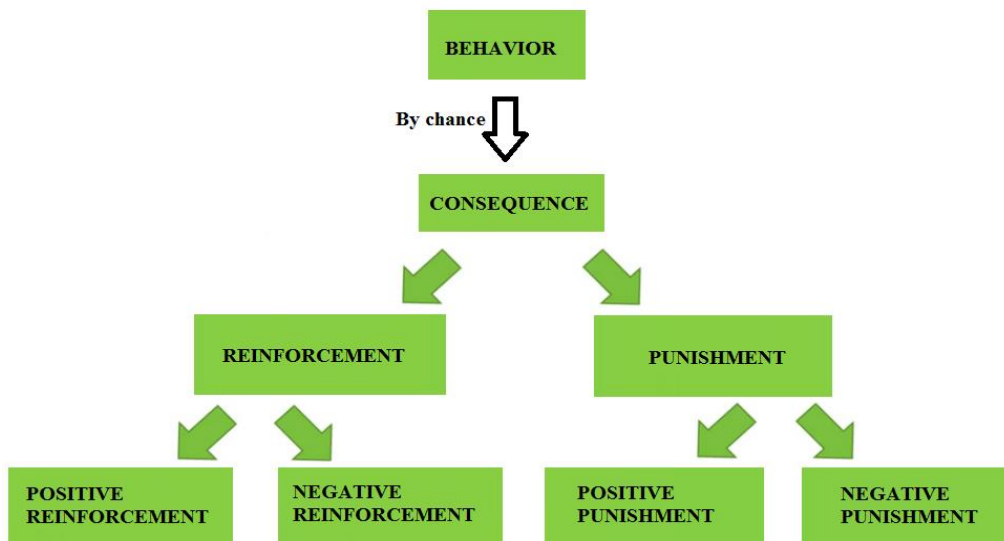 BEHAVIOR
By chance
CONSEQUENCE
REINFORCEMENT
PUNISHMENT
POSITIVE
REINFORCEMENT
NEGATIVE
REINFORCEMENT
POSITIVE
PUNISHMENT
NEGATIVE
PUNISHMENT